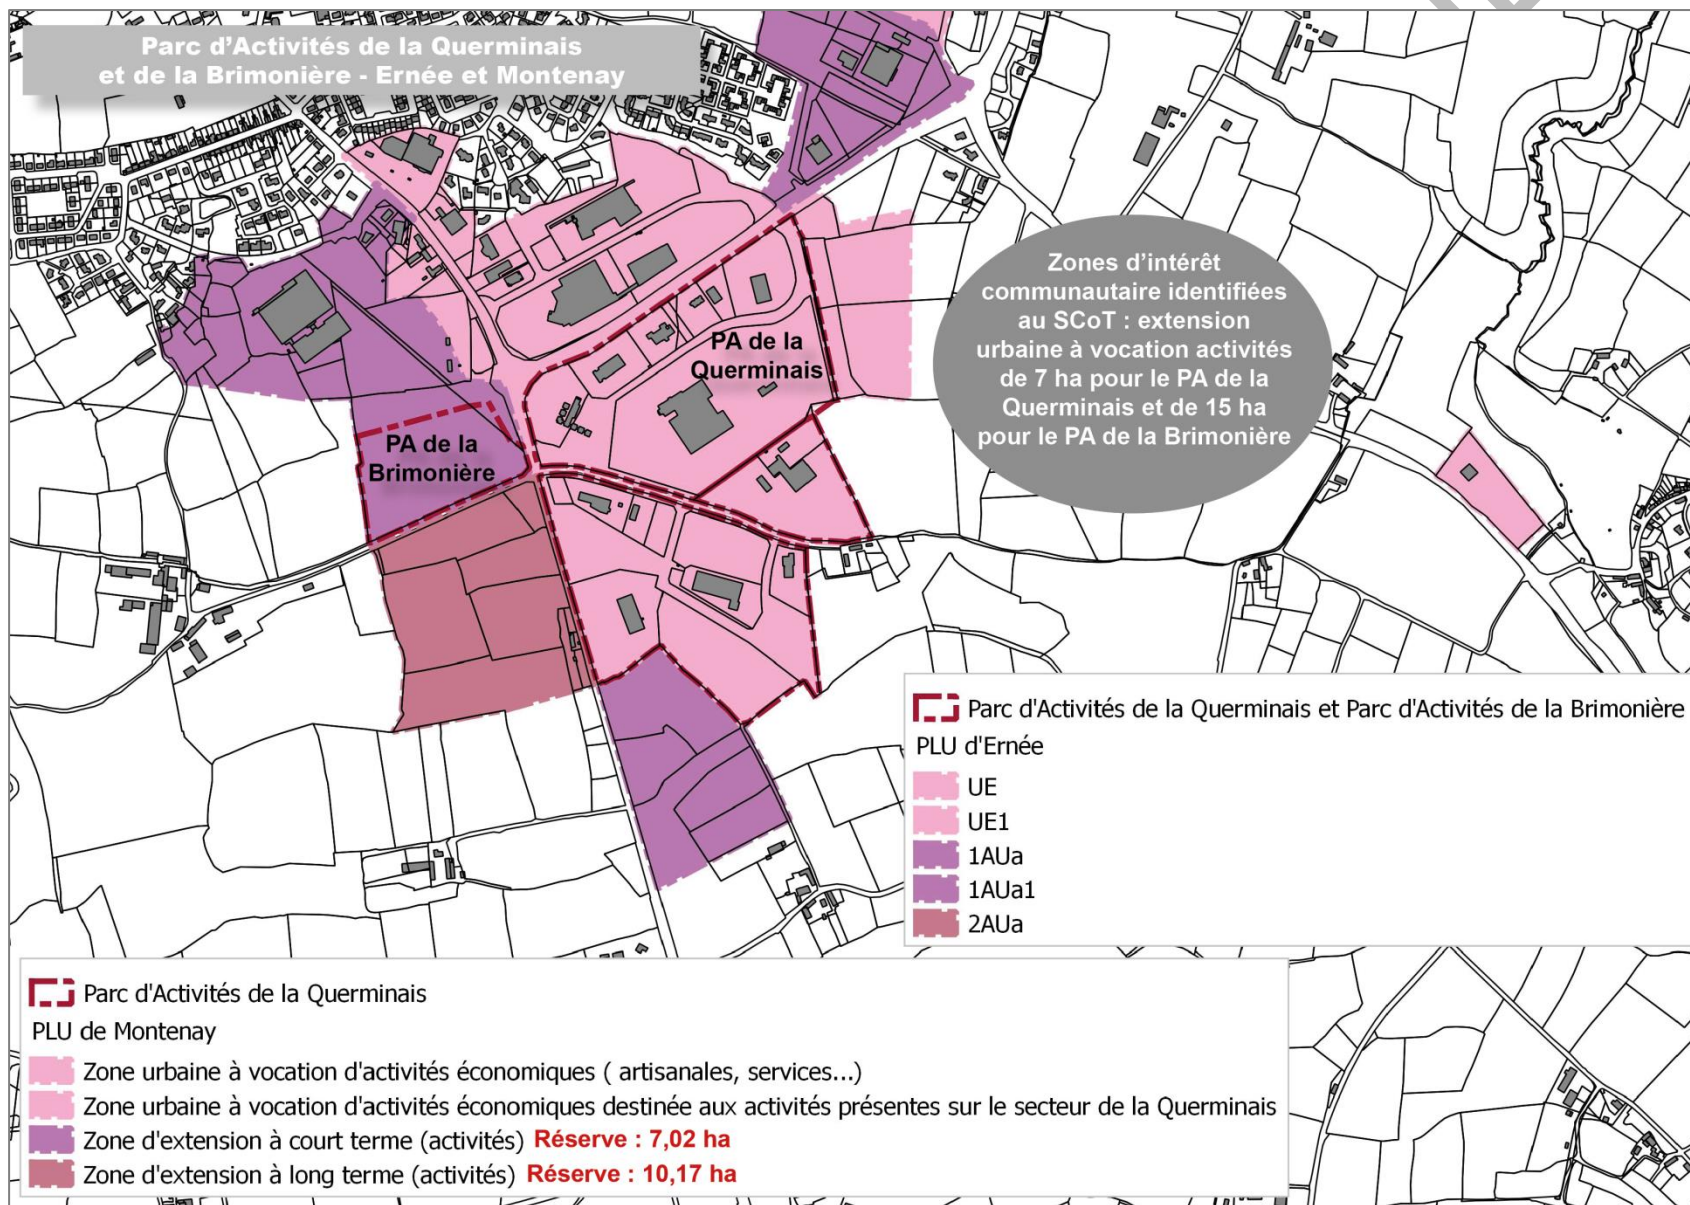 Parc d'Activités de la Querminais
et de la Brimonière - Ernée et Montenay
Zones d'intérêt
communautaire identifiées
au SCoT : extension
urbaine à vocation activités
de 7 ha pour le PA de la
Querminais et de 15 ha
pour le PA de la Brimonière
PA de la
Querminais
PA de la
Brimonière
Parc d'Activités de la Querminais et Parc d'Activités de la Brimonière
PLU d'Ernée
UE
UE1
1AUa
1AUa1
2AUa
Parc d'Activités de la Querminais
PLU de Montenay
Zone urbaine à vocation d'activités économiques ( artisanales, services...)
Zone urbaine à vocation d'activités économiques destinée aux activités présentes sur le secteur de la Querminais
Zone d'extension à court terme (activités) Réserve : 7,02 ha
Zone d'extension à long terme (activités) Réserve : 10,17 ha